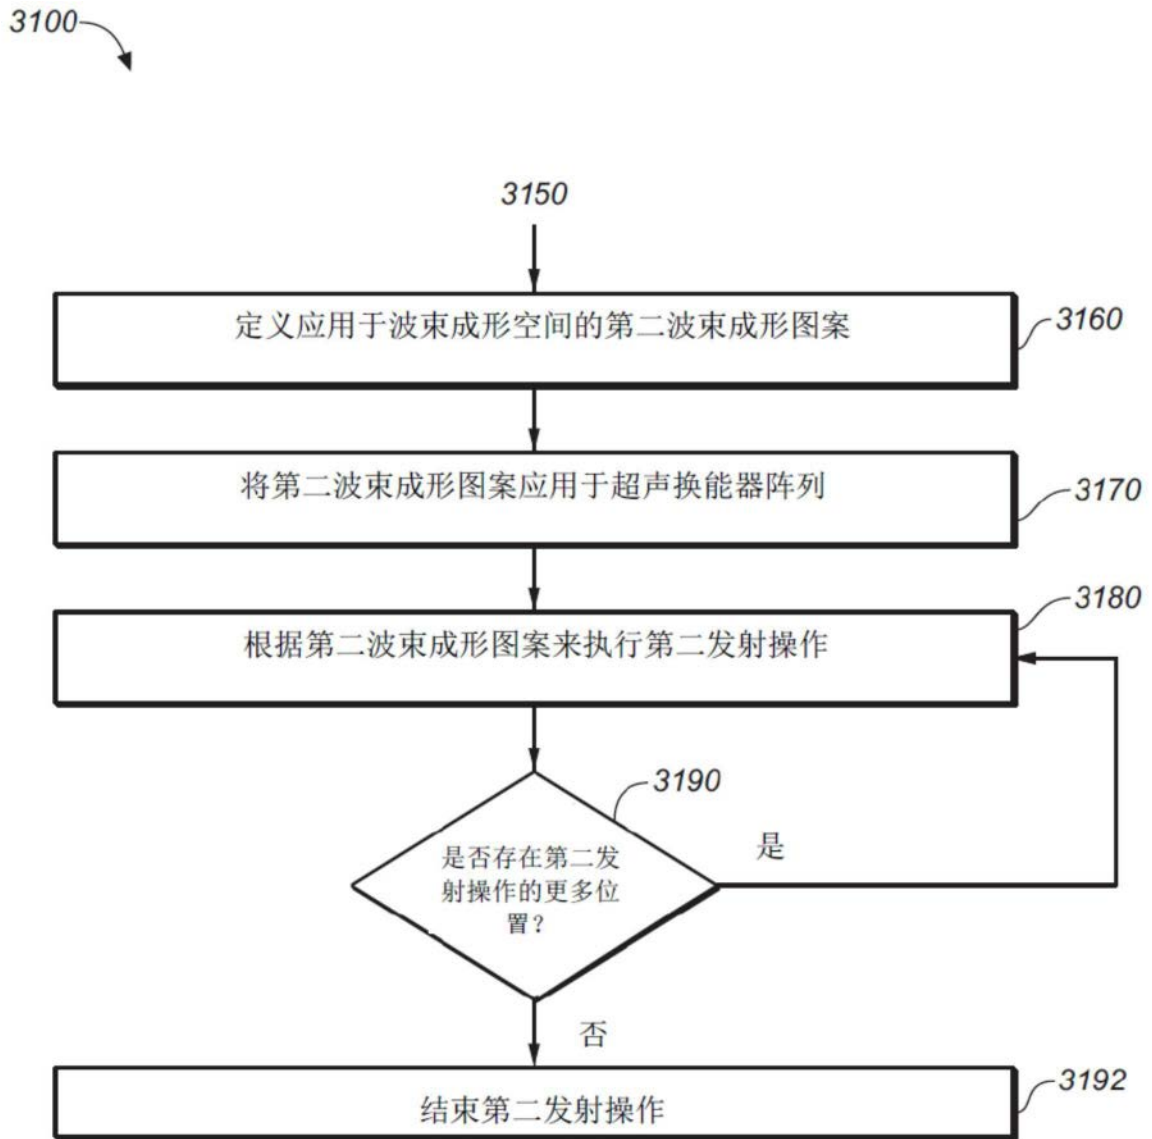 3100
3150
定义应用于波束成形空间的第二波束成形图案
3160
将第二波束成形图案应用于超声换能器阵列
3170
3180
根据第二波束成形图案来执行第二发射操作
3190
是
是否存在第二发
射操作的更多位
置？
否
3192
结束第二发射操作